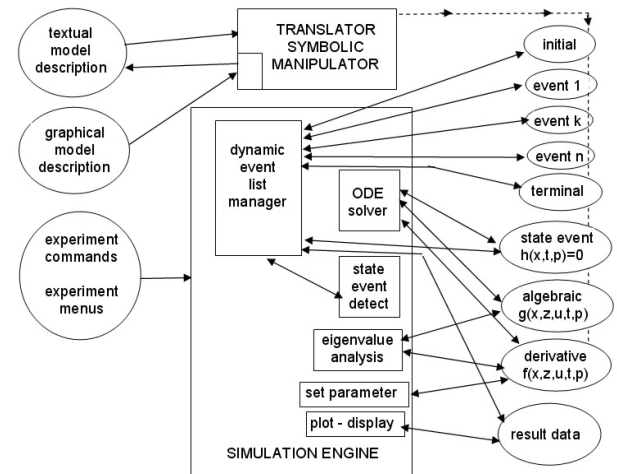 textual
model
description
TRANSLATOR
SYMBOLIC
MANIPULATOR
initial
event 1
event k
event n
terminal
graphical
model
description
dynamic
event
list
manager
ODE
solver
state event
h(x,t,p)=0
experiment
commands
experiment
menus
state
event
detect
algebraic
g(x,z,u,t,p)
eigenvalue
analysis
derivative
f(x,z,u,t,p)
set parameter
plot - display
result data
SIMULATION ENGINE